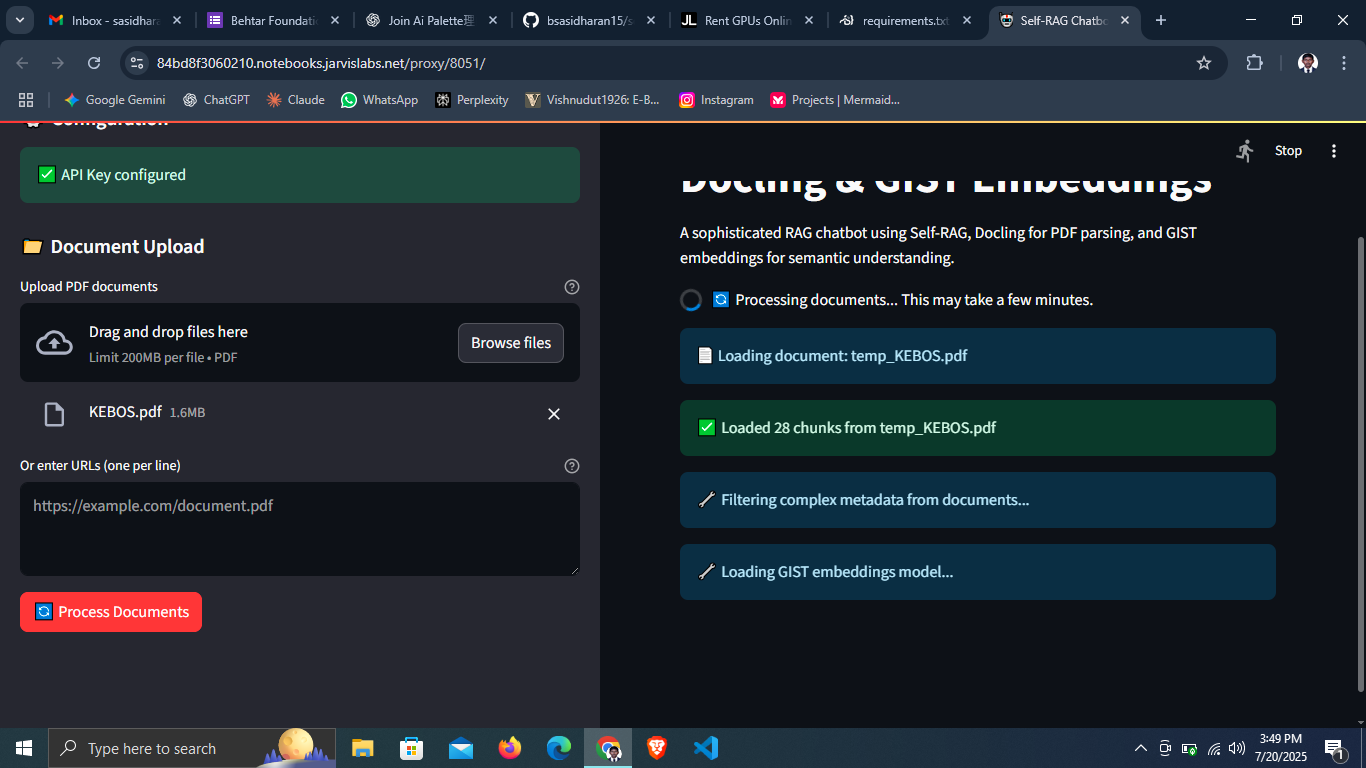 Inbox - sasidhara
Behtar Foundatio
Join Ai Palette
bsasidharan15/s
Rent GPUs Onlin
requirements.txt
Self-RAG Chatbo
84bd8f3060210.notebooks.jarvislabs.net/proxy/8051/
Google Gemini
ChatGPT
Claude
WhatsApp
Perplexity
Vishnudut1926: E-B...
Instagram
Projects | Mermaid...
Configuration
API Key configured
Document Upload
Upload PDF documents
Drag and drop files here
Limit 200MB per file • PDF
Browse files
KEBOS.pdf 1.6MB
Or enter URLs (one per line)
https://example.com/document.pdf
Process Documents
Stop
Docling & GIST Embeddings
A sophisticated RAG chatbot using Self-RAG, Docling for PDF parsing, and GIST
embeddings for semantic understanding.
Processing documents... This may take a few minutes.
Loading document: temp_KEBOS.pdf
Loaded 28 chunks from temp_KEBOS.pdf
Filtering complex metadata from documents...
Loading GIST embeddings model...
Type here to search
3:49 PM
7/20/2025
1